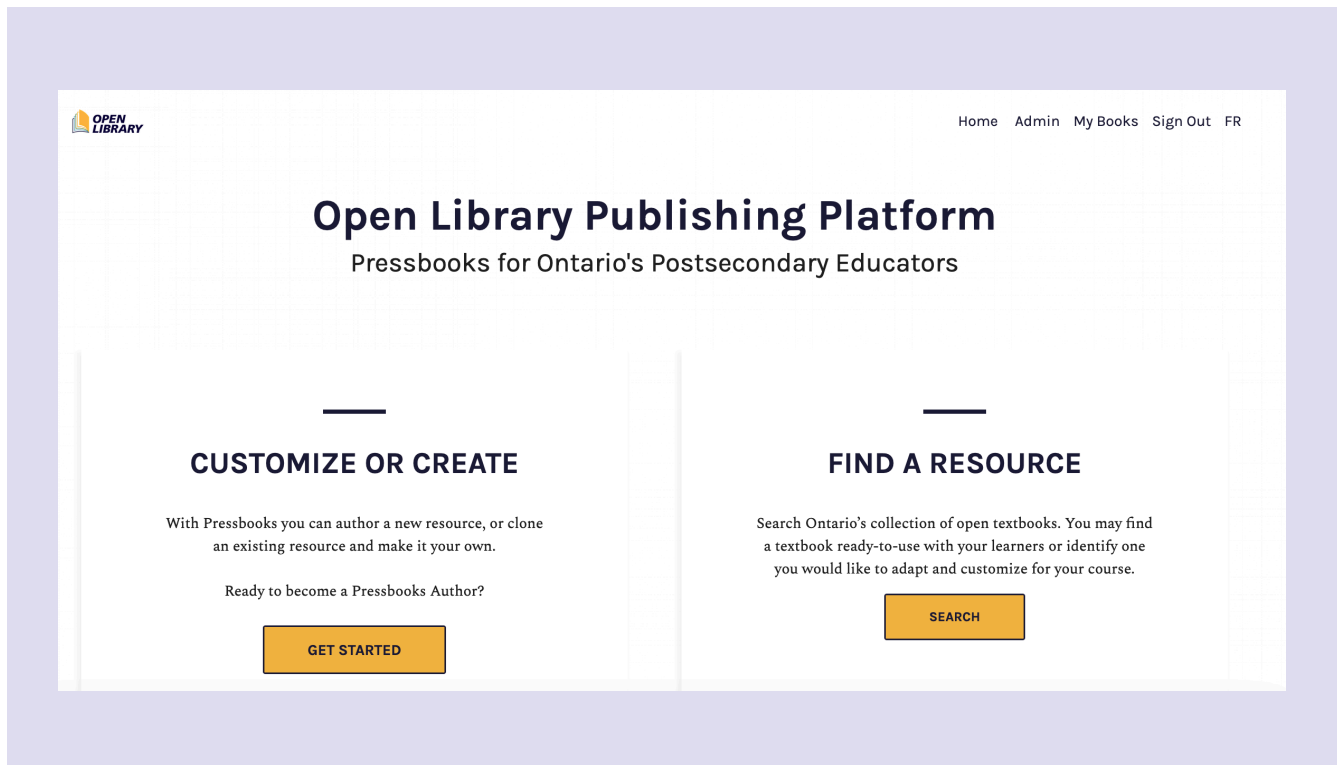 OPEN
LIBRARY
Home Admin My Books Sign Out FR
Open Library Publishing Platform
Pressbooks for Ontario's Postsecondary Educators
CUSTOMIZE OR CREATE
With Pressbooks you can author a new resource, or clone
an existing resource and make it your own.
Ready to become a Pressbooks Author?
GET STARTED
FIND A RESOURCE
Search Ontario’s collection of open textbooks. You may find
a textbook ready-to-use with your learners or identify one
you would like to adapt and customize for your course.
SEARCH